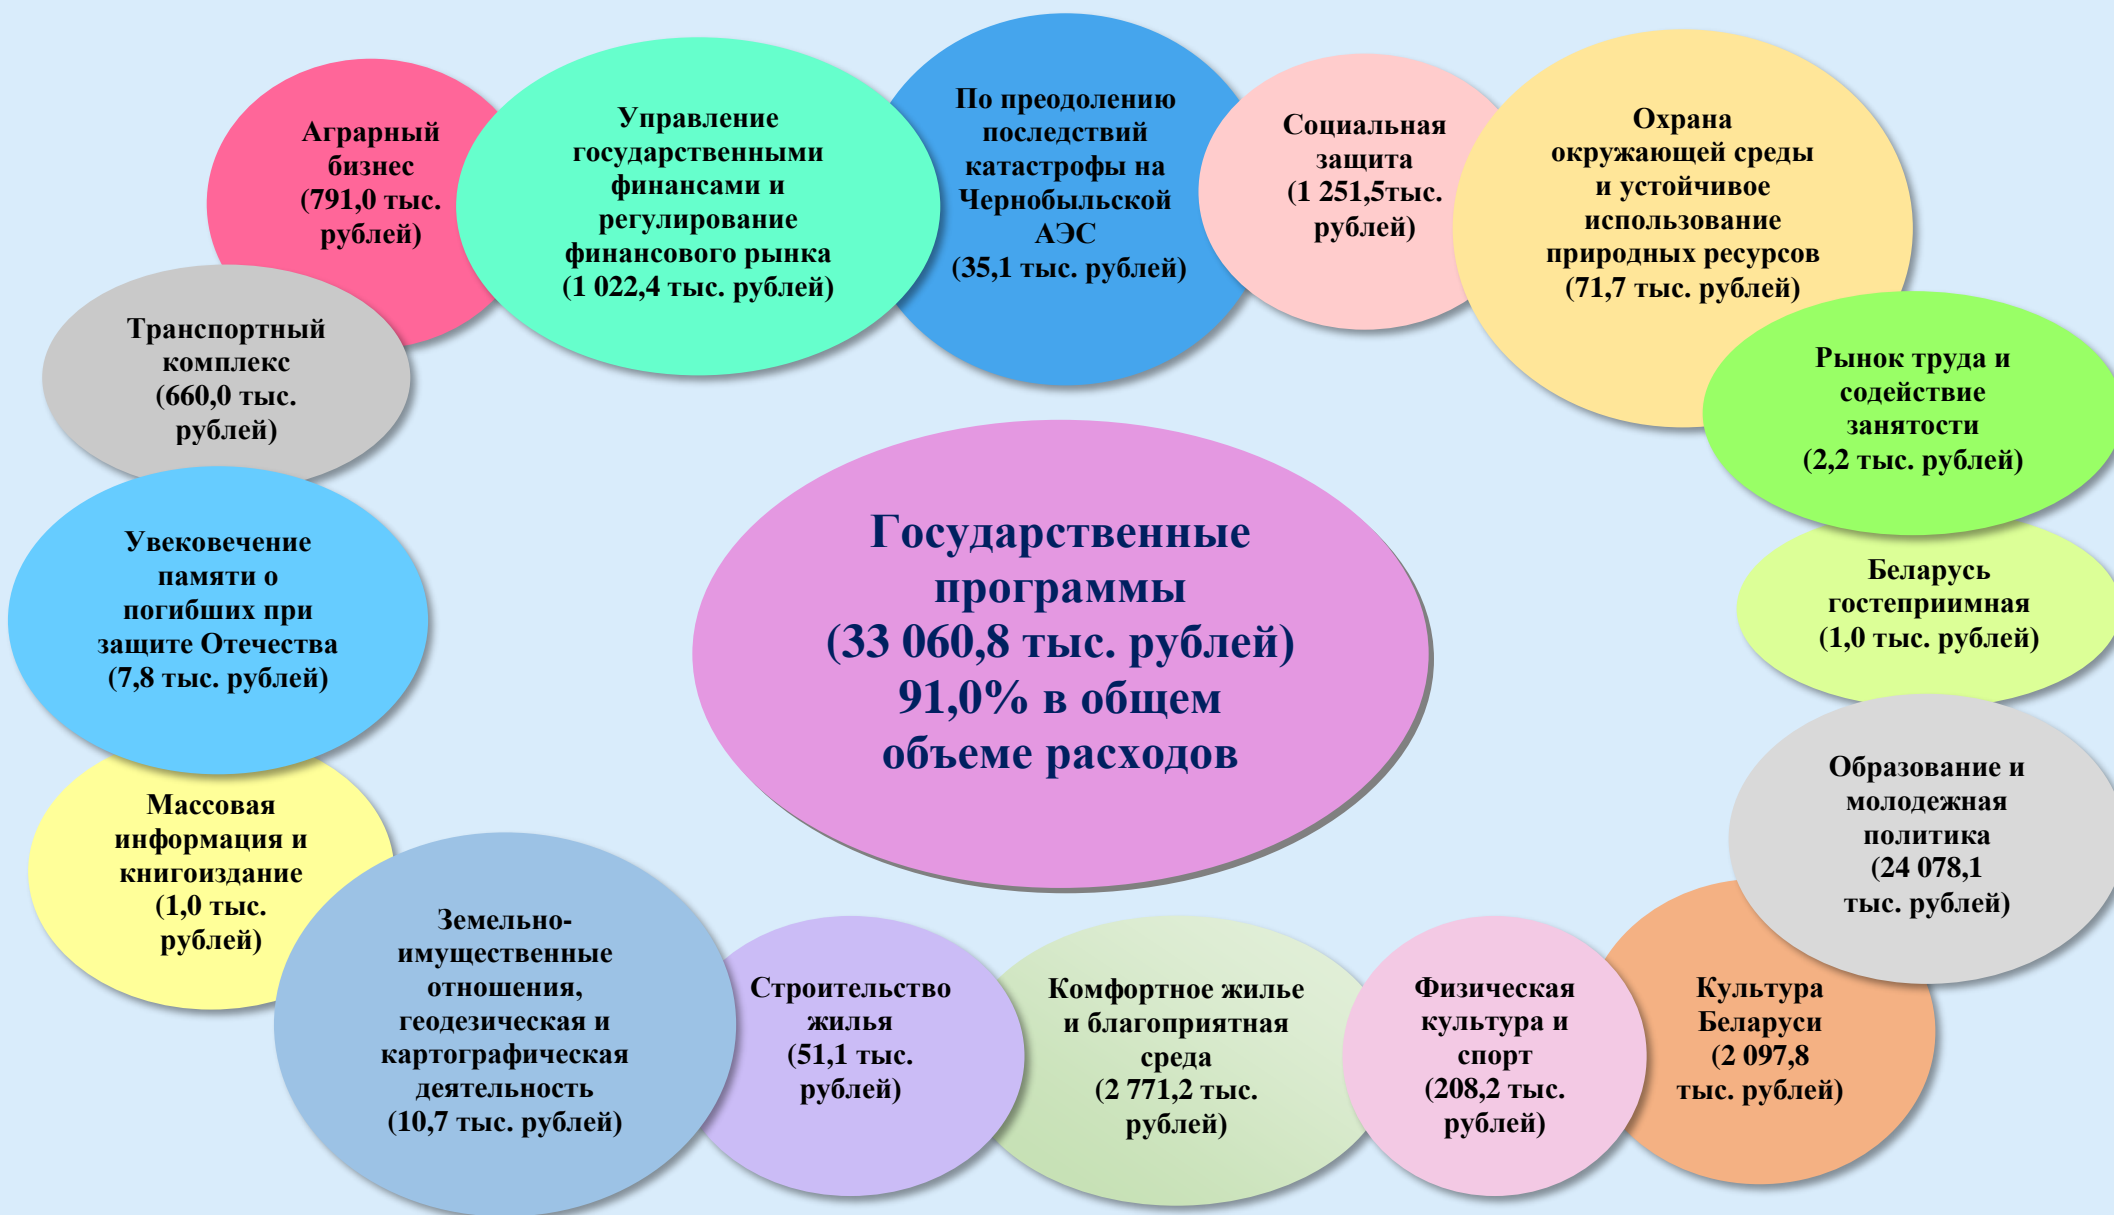 Аграрный
бизнес
(791,0 тыс.
рублей)
Управление
государственными
финансами и
регулирование
финансового рынка
(1 022,4 тыс. рублей)
По преодолению
последствий
катастрофы на
Чернобыльской
АЭС
(35,1 тыс. рублей)
Социальная
защита
(1 251,5тыс.
рублей)
Охрана
окружающей среды
и устойчивое
использование
природных ресурсов
(71,7 тыс. рублей)
Рынок труда и
содействие
занятости
(2,2 тыс. рублей)
Беларусь
гостеприимная
(1,0 тыс. рублей)
Образование и
молодежная
политика
(24 078,1
тыс. рублей)
Культура
Беларуси
(2 097,8
тыс. рублей)
Физическая
культура и
спорт
(208,2 тыс.
рублей)
Комфортное жилье
и благоприятная
среда
(2 771,2 тыс.
рублей)
Строительство
жилья
(51,1 тыс.
рублей)
Земельно-
имущественные
отношения,
геодезическая и
картографическая
деятельность
(10,7 тыс. рублей)
Массовая
информация и
книгоиздание
(1,0 тыс.
рублей)
Увековечение
памяти о
погибших при
защите Отечества
(7,8 тыс. рублей)
Транспортный
комплекс
(660,0 тыс.
рублей)
Государственные
программы
(33 060,8 тыс. рублей)
91,0% в общем
объеме расходов